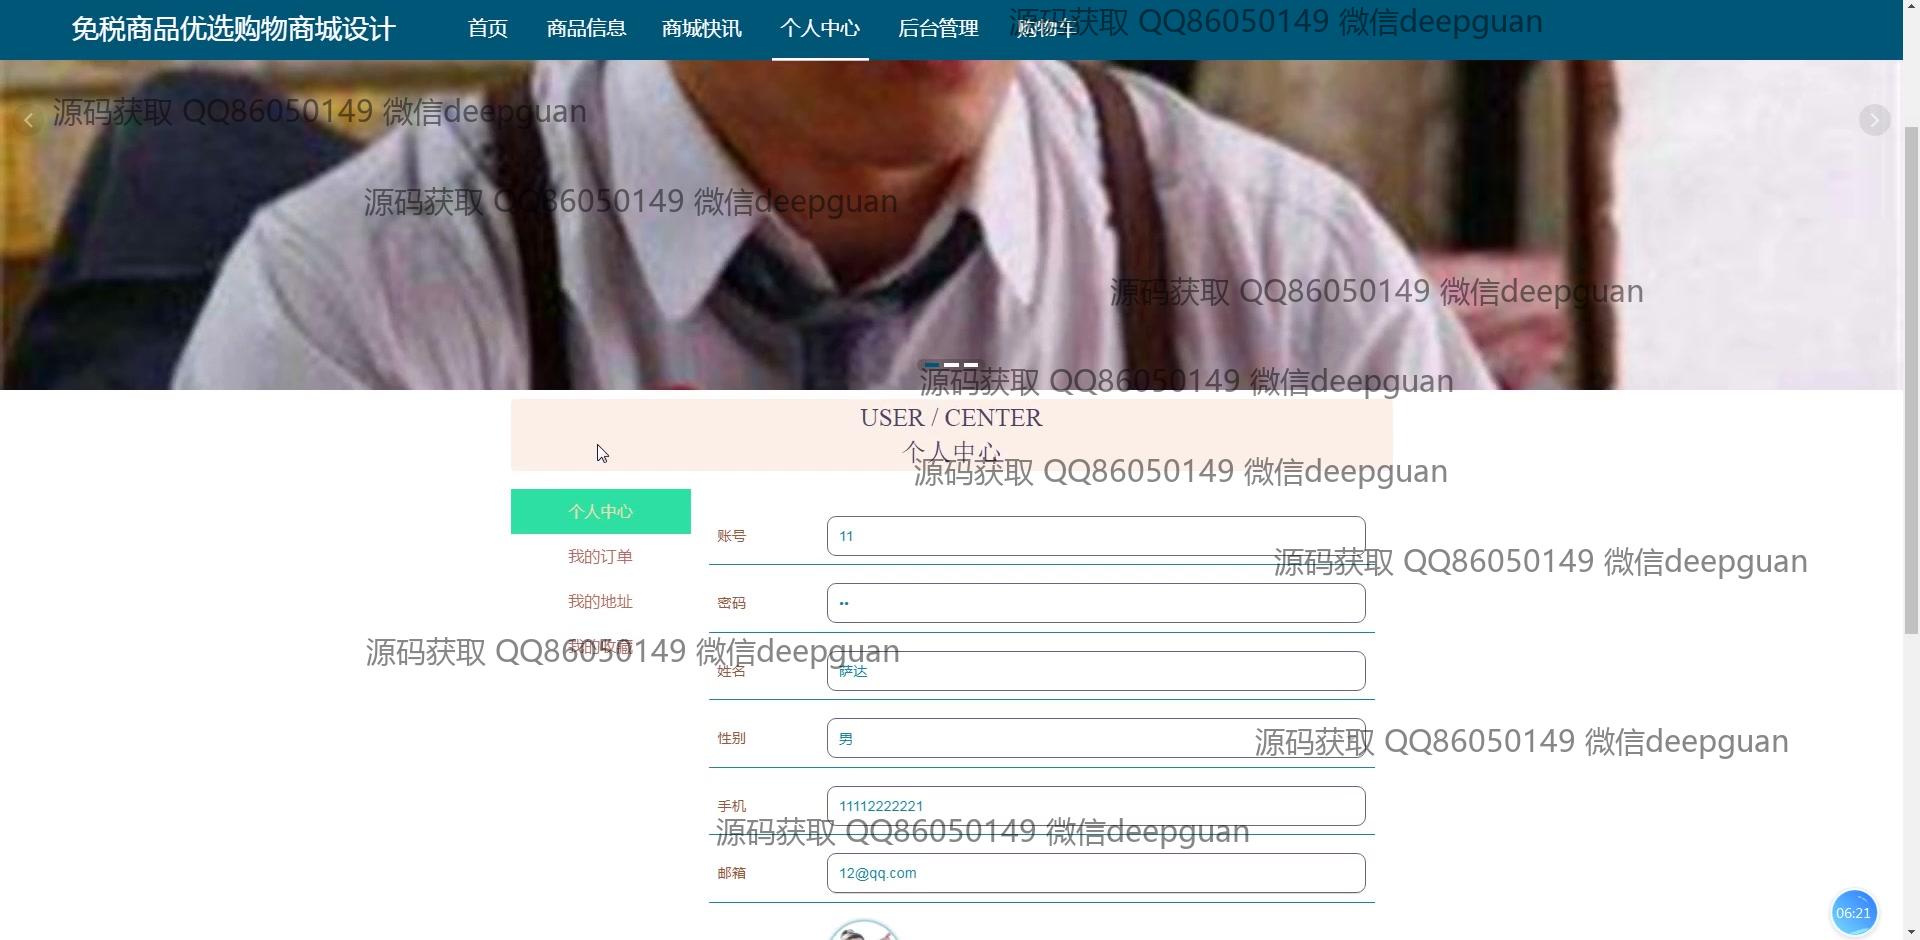 免税商品优选购物商城设计
首页 商品信息 商城快讯 个人中心 后台管理 购物车
源码获取 QQ86050149 微信deepguan
源码获取 QQ86050149 微信deepguan
源码获取 QQ86050149 微信deepguan
源码获取 QQ86050149 微信deepguan
源码获取 QQ86050149 微信deepguan
USER / CENTER
个人中心
源码获取 QQ86050149 微信deepguan
个人中心
账号 11
我的订单
源码获取 QQ86050149 微信deepguan
我的地址
密码 ••
我的收藏
源码获取 QQ86050149 微信deepguan
姓名 萨达
性别 男
源码获取 QQ86050149 微信deepguan
手机 11112222221
源码获取 QQ86050149 微信deepguan
邮箱 12@qq.com
06:21